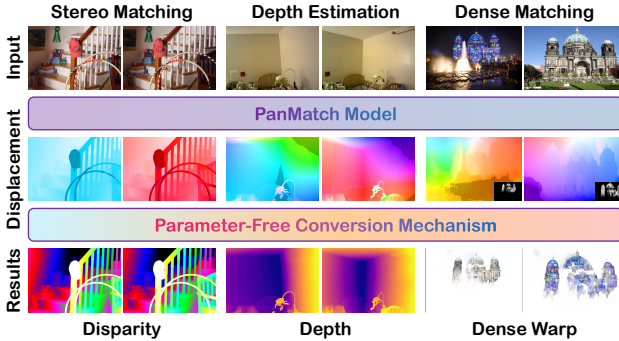 Stereo Matching Depth Estimation Dense Matching
Input
PanMatch Model
Displacement
Parameter-Free Conversion Mechanism
Results
Disparity Depth Dense Warp